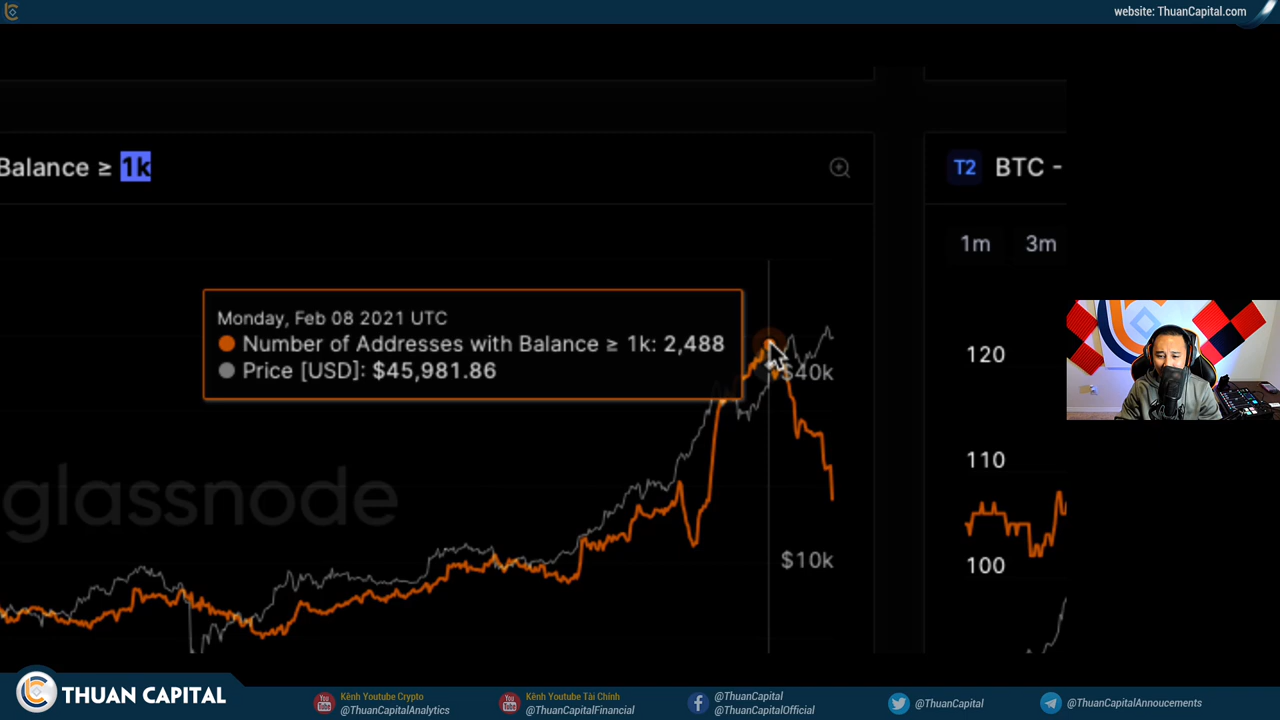 website: ThuanCapital.com
Balance ≥ 1k
T2 BTC -
1m 3m
Monday, Feb 08 2021 UTC
Number of Addresses with Balance ≥ 1k: 2,488
Price [USD]: $45,981.86
$40k
$10k
glassnode
120
110
100
THUAN CAPITAL
Kênh Youtube Crypto
@ThuanCapitalAnalytics
Kênh Youtube Tài Chính
@ThuanCapitalFinancial
@ThuanCapital
@ThuanCapitalOfficial
@ThuanCapital
@ThuanCapitalAnnoucements